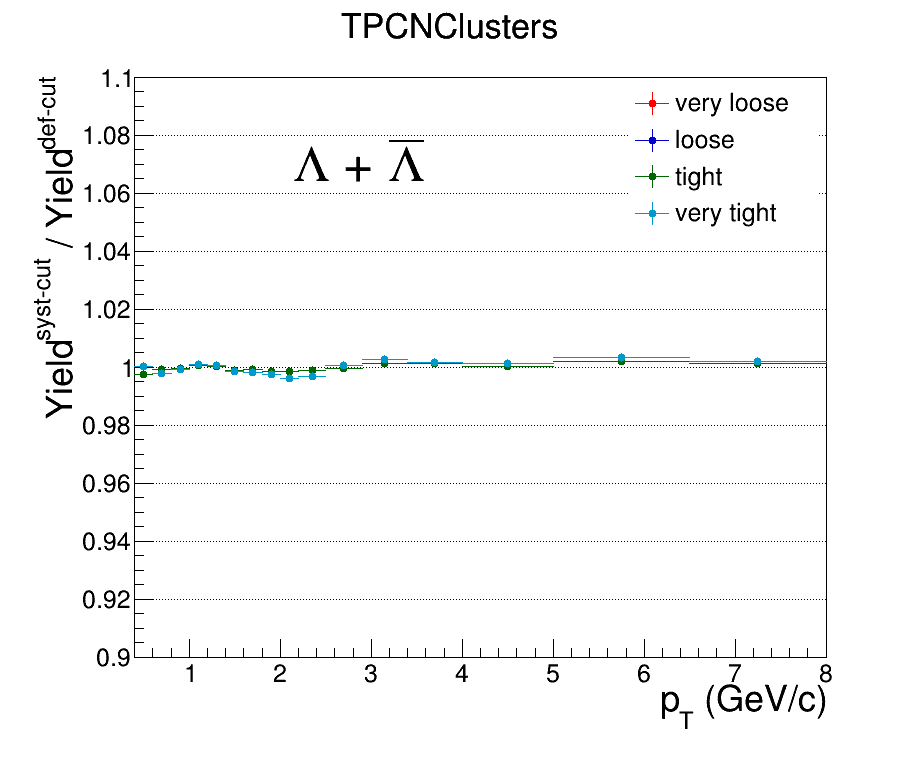 TPCNClusters
Yield^syst-cut / Yield^def-cut
1.1
1.08
1.06
1.04
1.02
1
0.98
0.96
0.94
0.92
0.9
Λ + Λ̅
very loose
loose
tight
very tight
1 2 3 4 5 6 7 8
p_T (GeV/c)